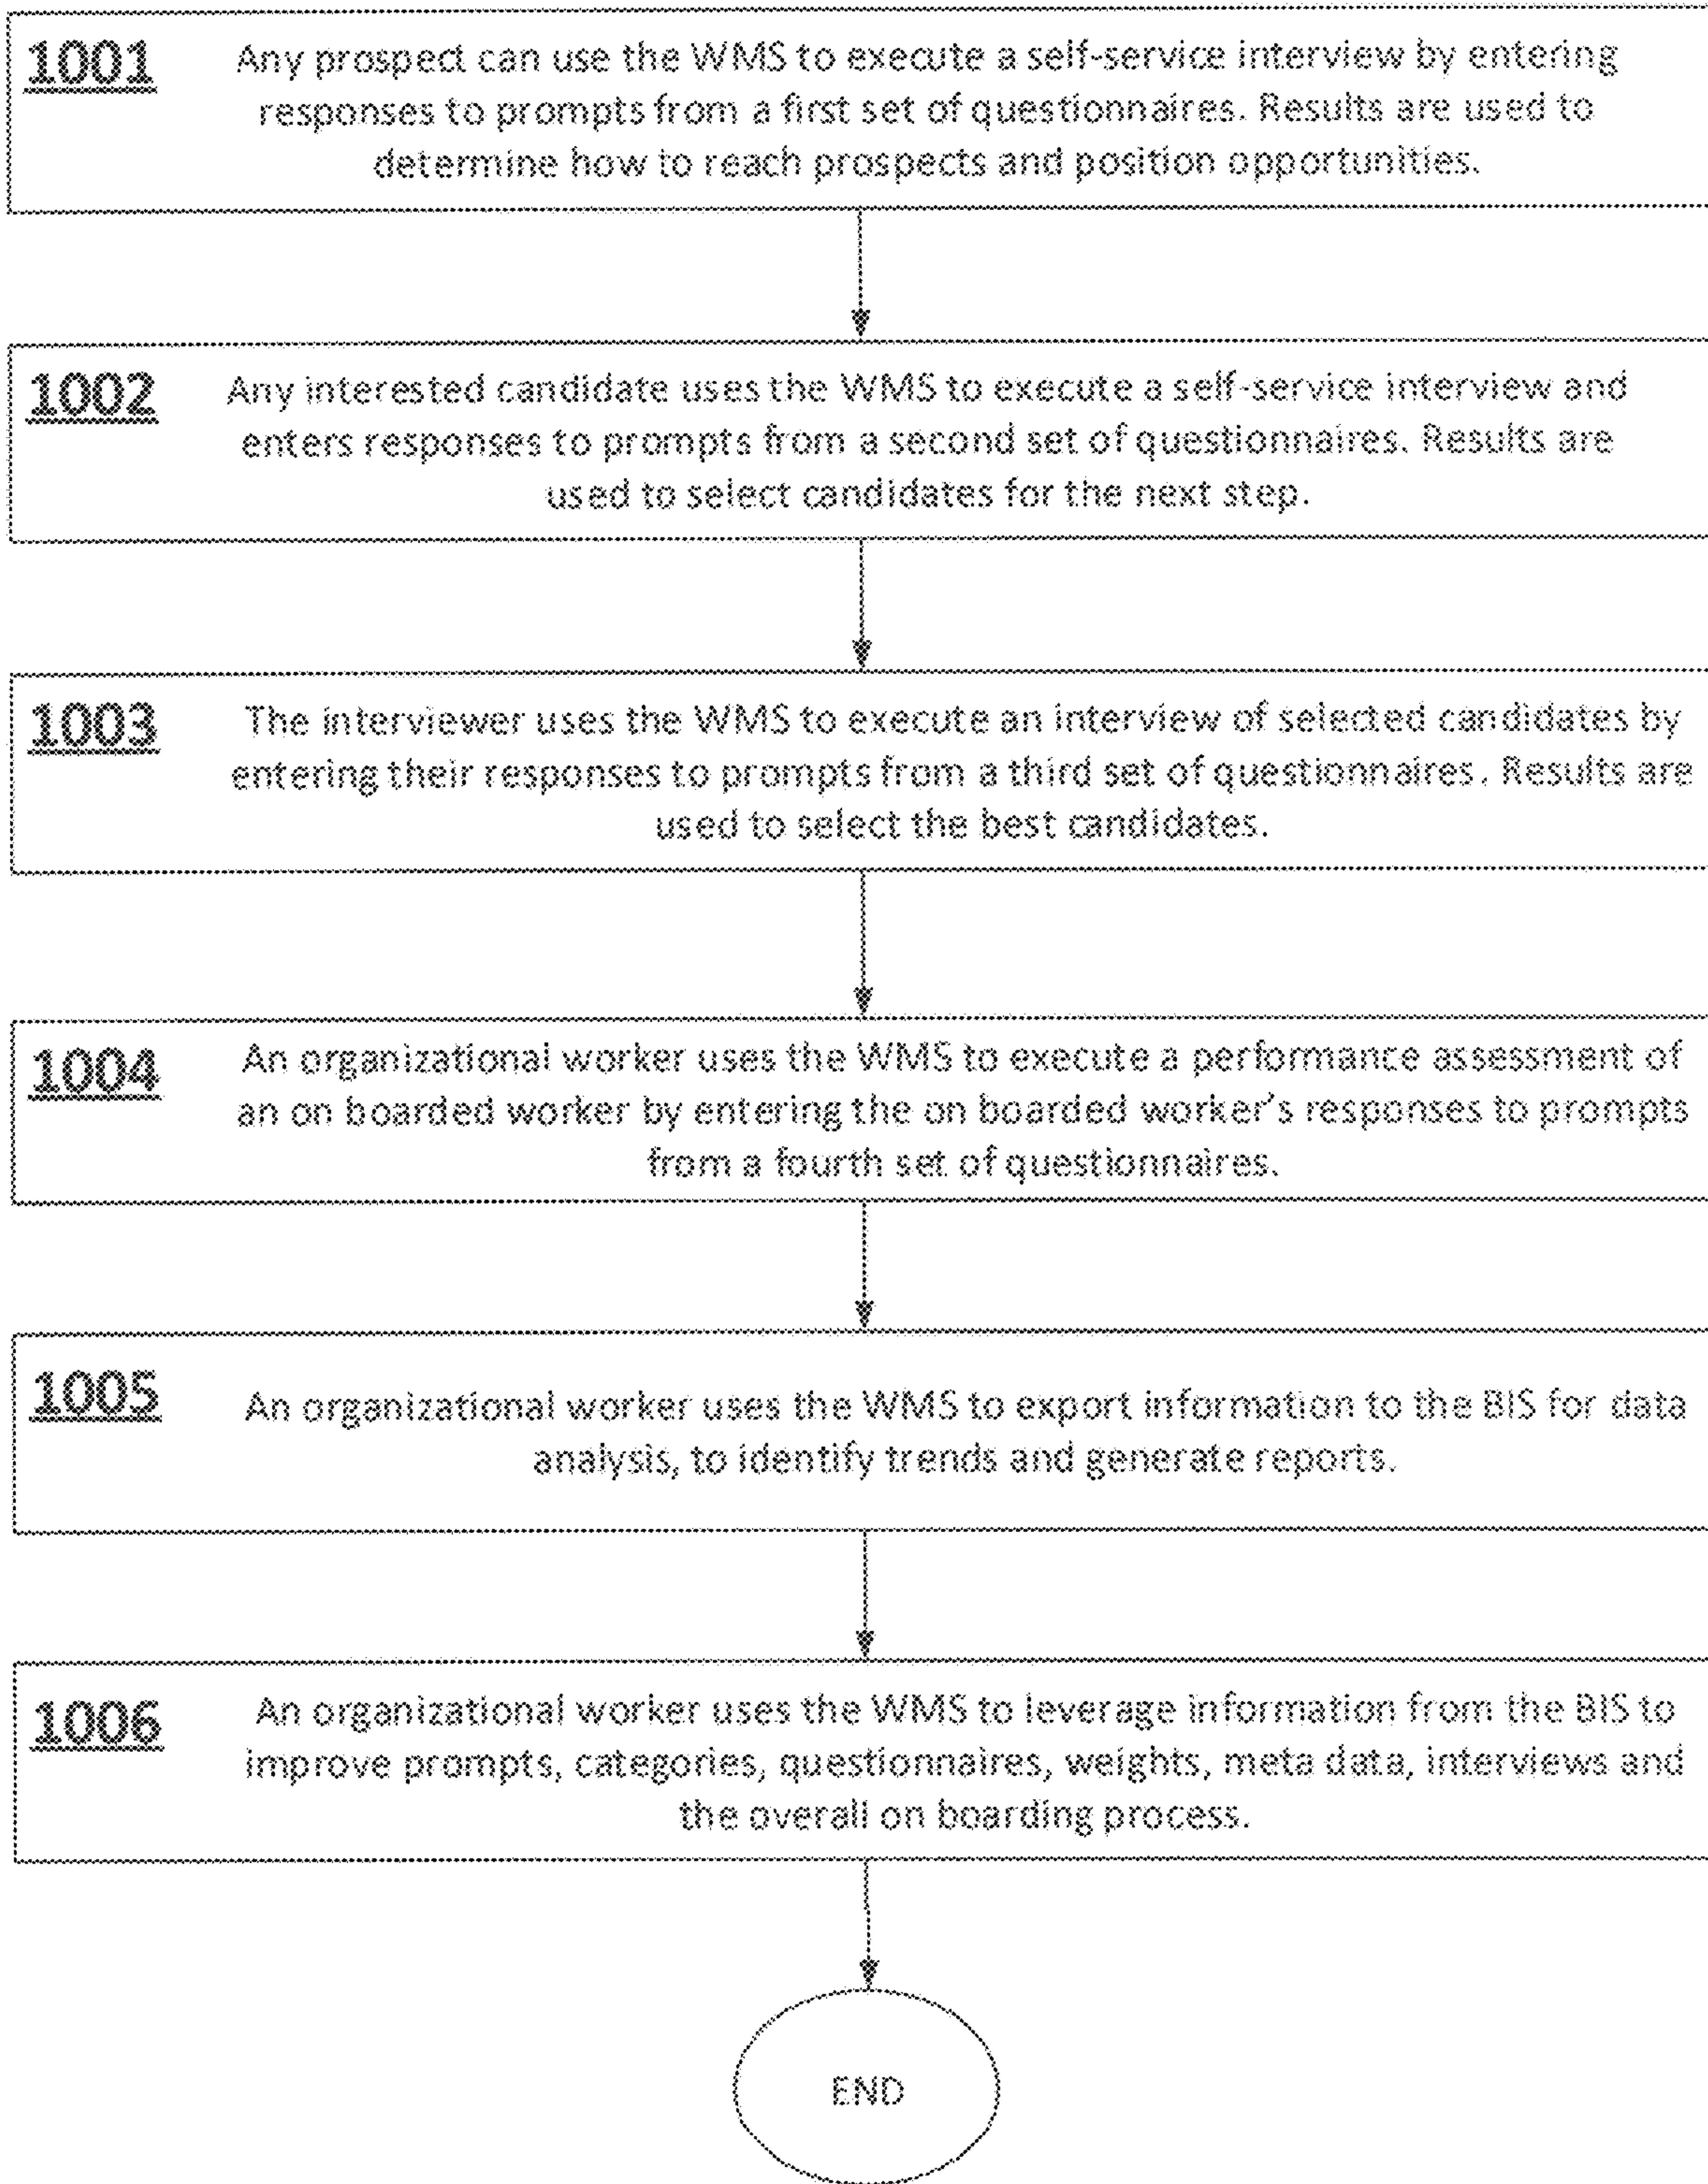 1001 Any prospect can use the WMS to execute a self-service interview by entering
responses to prompts from a first set of questionnaires. Results are used to
determine how to reach prospects and position opportunities.
1002 Any interested candidate uses the WMS to execute a self-service interview and
enters responses to prompts from a second set of questionnaires. Results are
used to select candidates for the next step.
1003 The interviewer uses the WMS to execute an interview of selected candidates by
entering their responses to prompts from a third set of questionnaires. Results are
used to select the best candidates.
1004 An organizational worker uses the WMS to execute a performance assessment of
an on boarded worker by entering the on boarded worker's responses to prompts
from a fourth set of questionnaires.
1005 An organizational worker uses the WMS to export information to the BIS for data
analysis, to identify trends and generate reports.
1006 An organizational worker uses the WMS to leverage information from the BIS to
improve prompts, categories, questionnaires, weights, meta data, interviews and
the overall on boarding process.
END